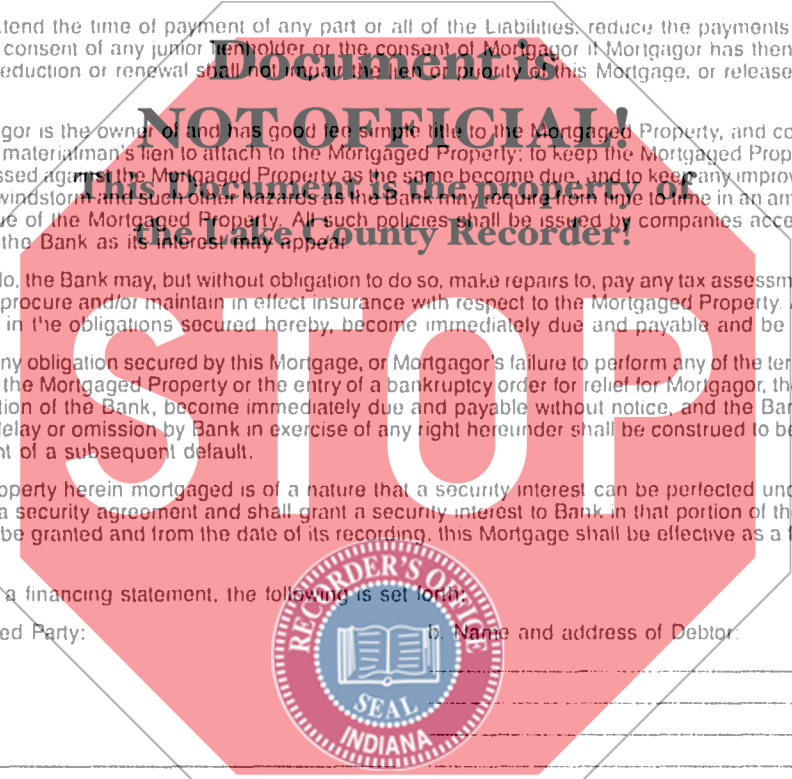 tend the time of payment of any part or all of the Liabilities, reduce the payments
consent of any junior lienholder or the consent of Mortgagor if Mortgagor has then
eduction or renewal shall not impair the lien or priority of this Mortgage, or release
Document is
NOT OFFICIAL!
This Document is the property of
the Lake County Recorder!
gor is the owner of and has good fee simple title to the Mortgaged Property, and co
materialman's lien to attach to the Mortgaged Property; to keep the Mortgaged Prop
ssed against the Mortgaged Property as the same become due, and to keep any improv
windstorm and such other hazards as the Bank may require from time to time in an am
ue of the Mortgaged Property. All such policies shall be issued by companies acce
the Bank as its interest may appear.
do, the Bank may, but without obligation to do so, make repairs to, pay any tax assessm
procure and/or maintain in effect insurance with respect to the Mortgaged Property.
in the obligations secured hereby, become immediately due and payable and be
STOP
ny obligation secured by this Mortgage, or Mortgagor's failure to perform any of the ter
the Mortgaged Property or the entry of a bankruptcy order for relief for Mortgagor, the
tion of the Bank, become immediately due and payable without notice, and the Ban
delay or omission by Bank in exercise of any right hereunder shall be construed to be
nt of a subsequent default.
operty herein mortgaged is of a nature that a security interest can be perfected und
a security agreement and shall grant a security interest to Bank in that portion of the
be granted and from the date of its recording, this Mortgage shall be effective as a f
a financing statement, the following is set forth:
ed Party:
b. Name and address of Debtor:
RECORDER'S OFFICE
SEAL
INDIANA